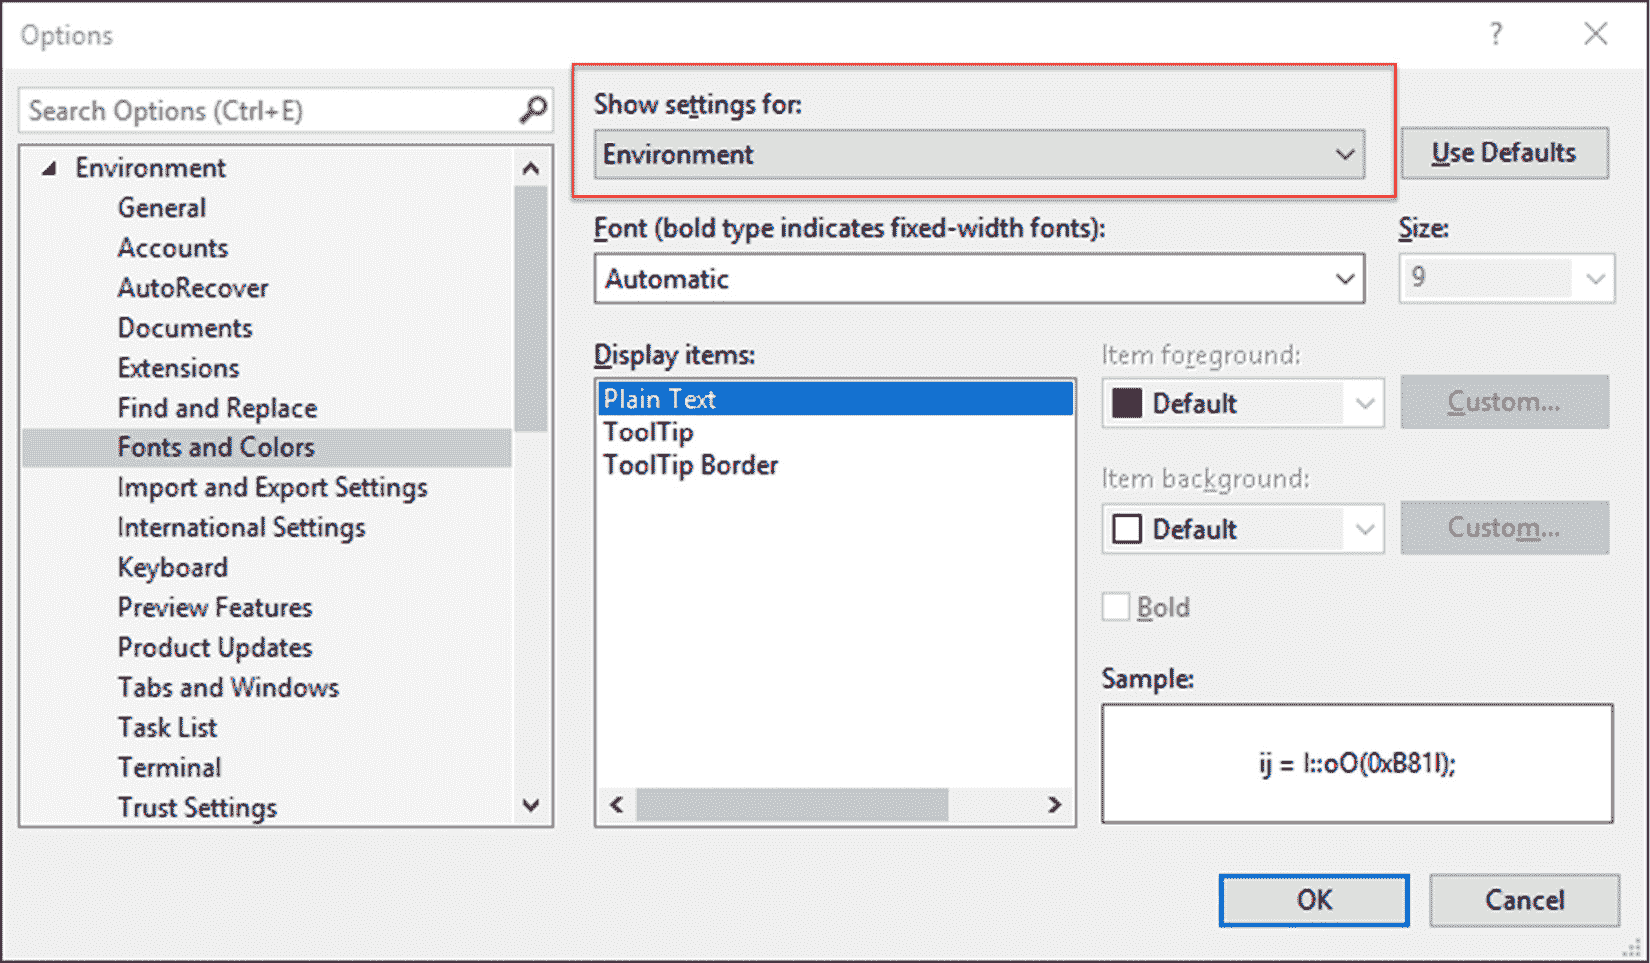 Options
?
Search Options (Ctrl+E)
Environment
General
Accounts
AutoRecover
Documents
Extensions
Find and Replace
Fonts and Colors
Import and Export Settings
International Settings
Keyboard
Preview Features
Product Updates
Tabs and Windows
Task List
Terminal
Trust Settings
Show settings for:
Environment
Use Defaults
Font (bold type indicates fixed-width fonts):
Size:
Automatic
9
Display items:
Plain Text
ToolTip
ToolTip Border
Item foreground:
Default
Custom...
Item background:
Default
Custom...
Bold
Sample:
ij = I::oO(0xB81l);
OK
Cancel